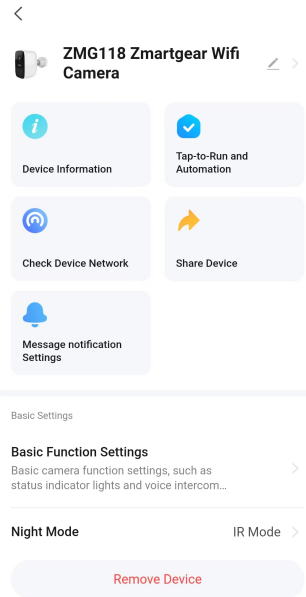 ZMG118 Zmartgear Wifi
Camera
Device Information
Tap-to-Run and
Automation
Check Device Network
Share Device
Message notification
Settings
Basic Settings
Basic Function Settings
Basic camera function settings, such as
status indicator lights and voice intercom...
Night Mode
IR Mode
Remove Device